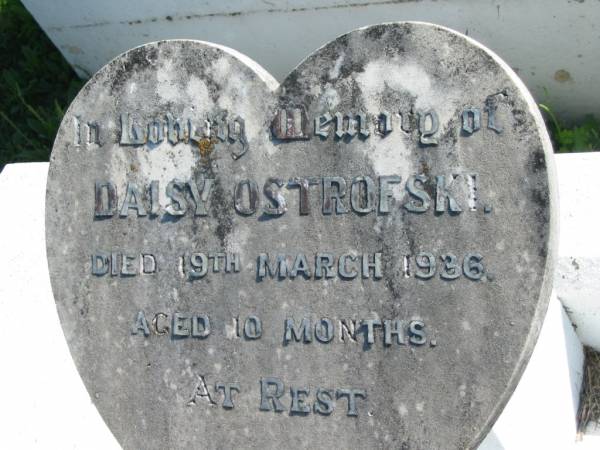 In Loving Memory of
DAISY OSTROFSKI.
DIED 19TH MARCH 1936.
AGED 10 MONTHS.
AT REST.